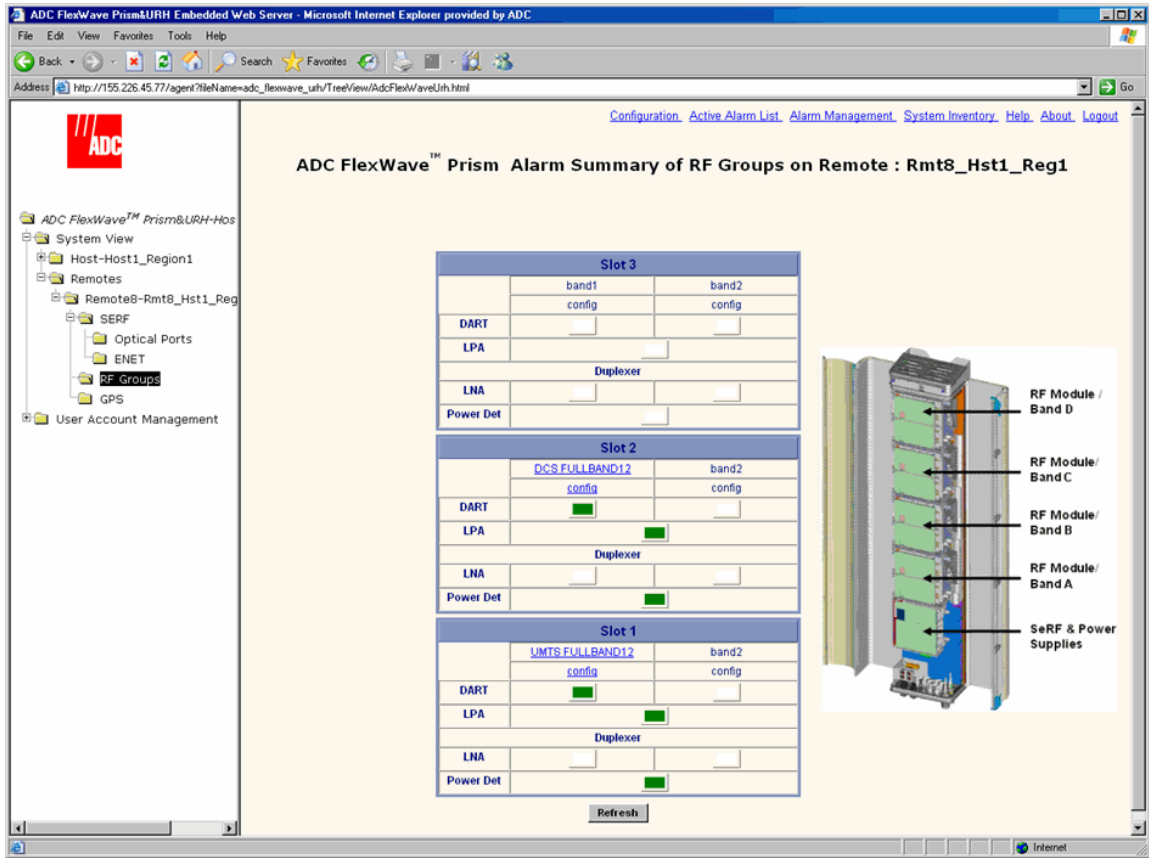 ADC FlexWave Prism&URH Embedded Web Server - Microsoft Internet Explorer provided by ADC
File Edit View Favorites Tools Help
Back Search Favorites
Address http://155.226.45.77/agent?fileName=adc_flexwave_urh/TreeView/AdcFlexWaveUrh.html Go
ADC
Configuration Active Alarm List Alarm Management System Inventory Help About Logout
ADC FlexWave™ Prism Alarm Summary of RF Groups on Remote : Rmt8_Hst1_Reg1
ADC FlexWave™ Prism&URH-Hos
System View
Host-Host1_Region1
Remotes
Remote8-Rmt8_Hst1_Reg
SERF
Optical Ports
ENET
RF Groups
GPS
User Account Management
Slot 3
band1 band2
config config
DART
LPA
Duplexer
LNA
Power Det
Slot 2
DCS FULLBAND12 band2
config config
DART
LPA
Duplexer
LNA
Power Det
Slot 1
UMTS FULLBAND12 band2
config config
DART
LPA
Duplexer
LNA
Power Det
Refresh
RF Module /
Band D
RF Module/
Band C
RF Module/
Band B
RF Module/
Band A
SeRF & Power
Supplies
Internet